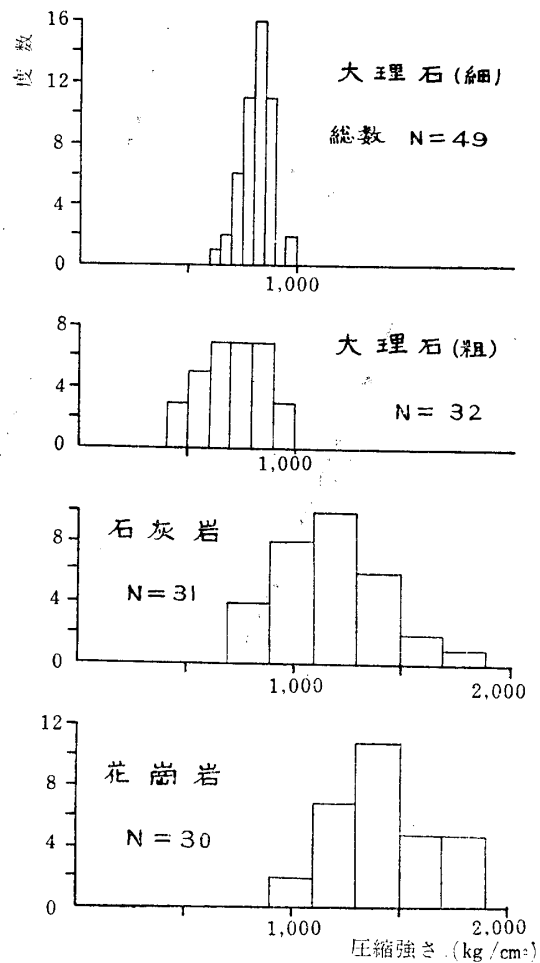 度数
16
12
8
4
0
大理石(細)
総数 N=49
1,000
8
4
0
大理石(粗)
N= 32
1,000
8
4
0
石灰岩
N=31
1,000
2,000
12
8
4
0
花崗岩
N=30
1,000
2,000
圧縮強さ (kg/cm²)